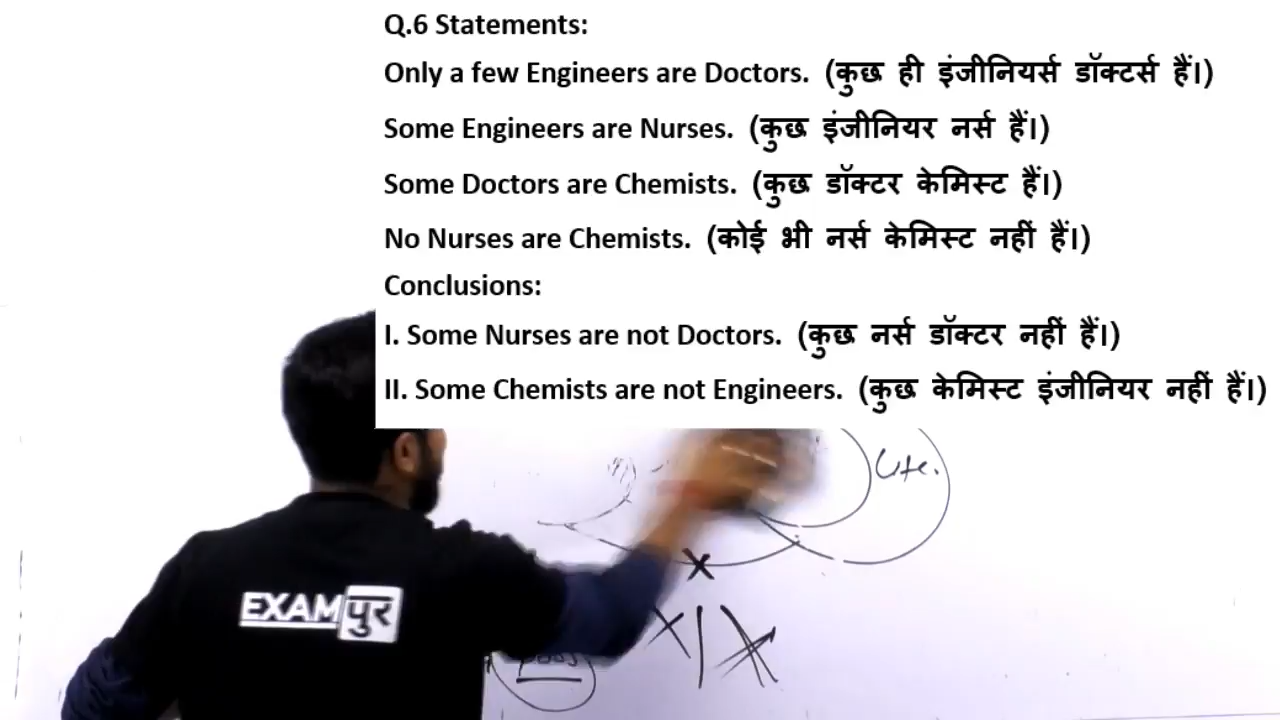 Q.6 Statements:
Only a few Engineers are Doctors. (कुछ ही इंजीनियर्स डॉक्टर्स हैं।)
Some Engineers are Nurses. (कुछ इंजीनियर नर्स हैं।)
Some Doctors are Chemists. (कुछ डॉक्टर केमिस्ट हैं।)
No Nurses are Chemists. (कोई भी नर्स केमिस्ट नहीं हैं।)
Conclusions:
I. Some Nurses are not Doctors. (कुछ नर्स डॉक्टर नहीं हैं।)
II. Some Chemists are not Engineers. (कुछ केमिस्ट इंजीनियर नहीं हैं।)
EXAMपुर